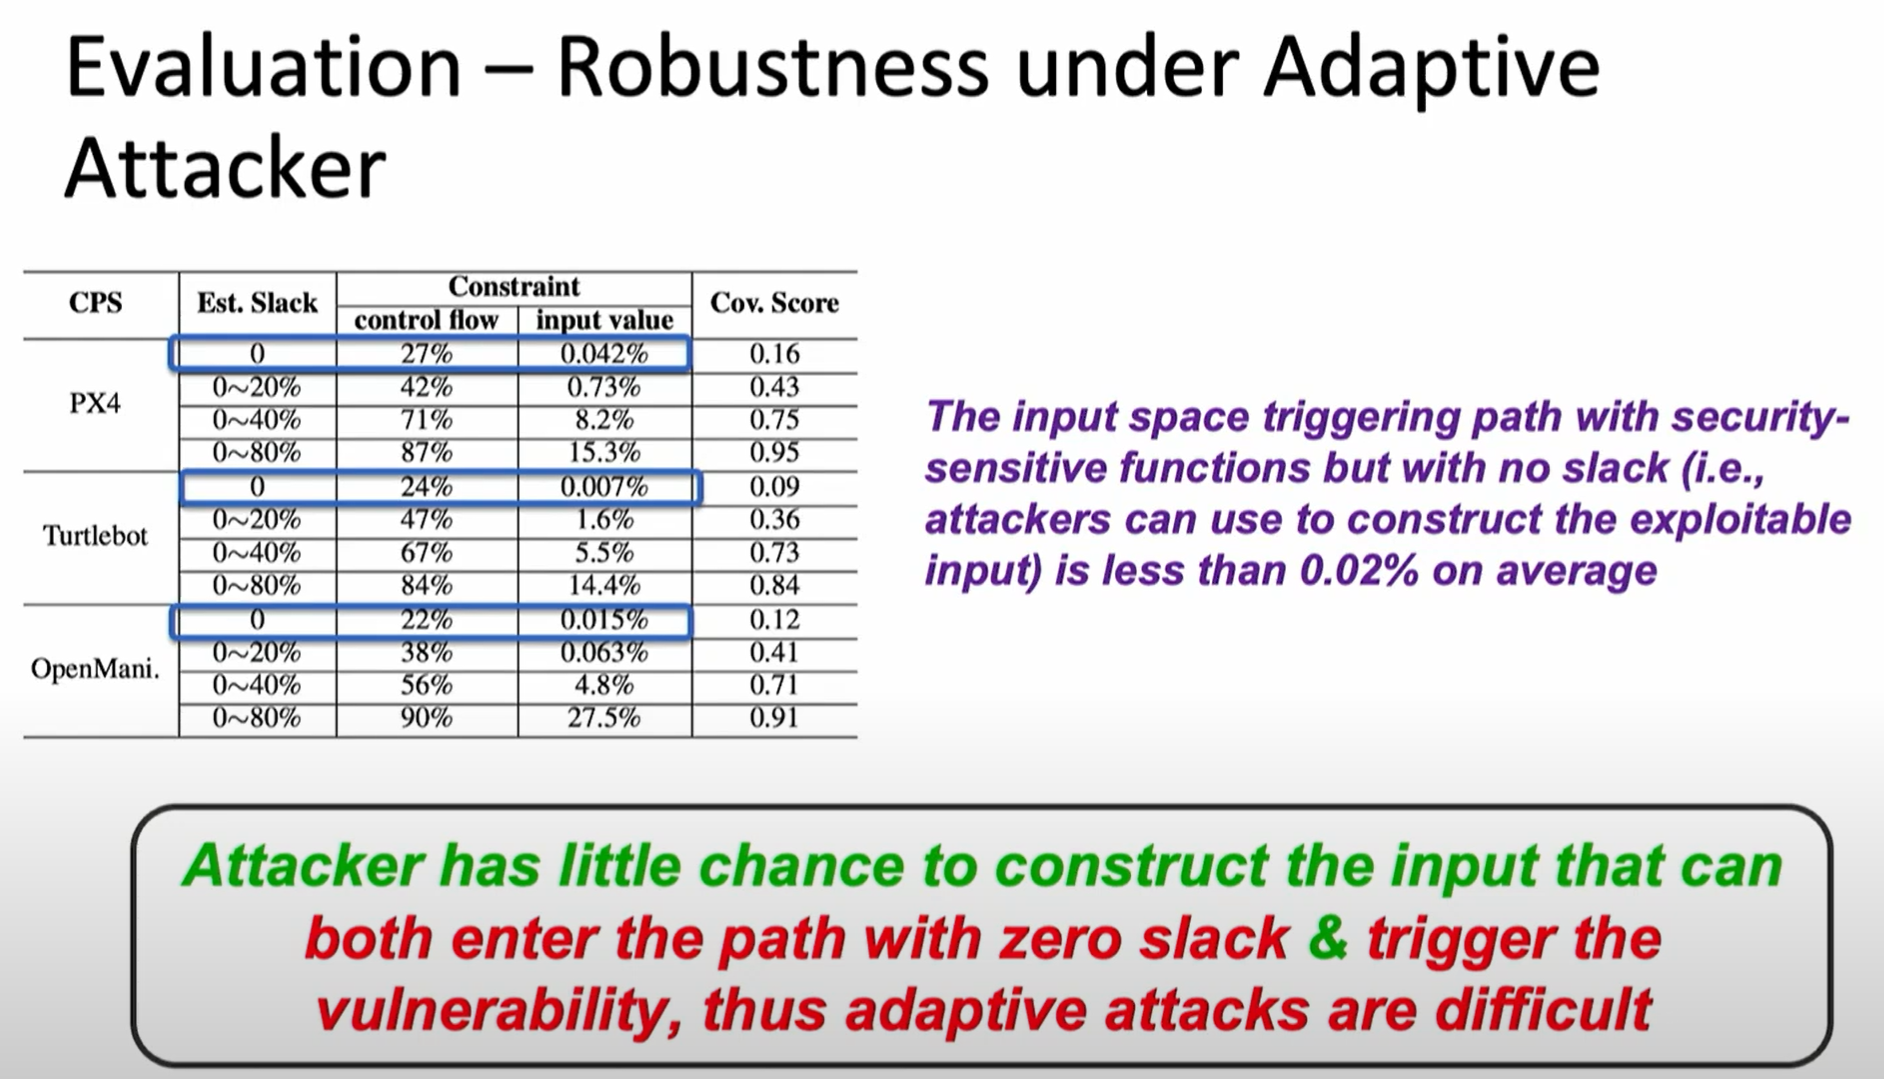 Evaluation – Robustness under Adaptive
Attacker
CPS Est. Slack Constraint Cov. Score
control flow input value
PX4
0 27% 0.042% 0.16
0~20% 42% 0.73% 0.43
0~40% 71% 8.2% 0.75
0~80% 87% 15.3% 0.95
Turtlebot
0 24% 0.007% 0.09
0~20% 47% 1.6% 0.36
0~40% 67% 5.5% 0.73
0~80% 84% 14.4% 0.84
OpenMani.
0 22% 0.015% 0.12
0~20% 38% 0.063% 0.41
0~40% 56% 4.8% 0.71
0~80% 90% 27.5% 0.91
The input space triggering path with security-
sensitive functions but with no slack (i.e.,
attackers can use to construct the exploitable
input) is less than 0.02% on average
Attacker has little chance to construct the input that can
both enter the path with zero slack & trigger the
vulnerability, thus adaptive attacks are difficult